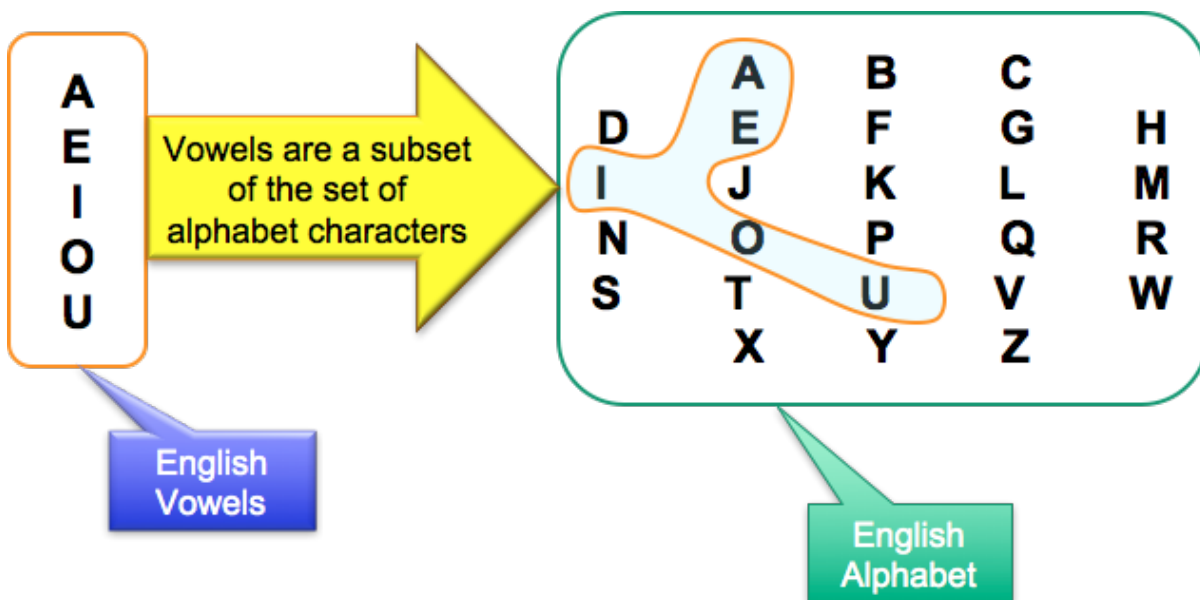 A
E
I
O
U
Vowels are a subset
of the set of
alphabet characters
A B C
D E F G H
I J K L M
N O P Q R
S T U V W
X Y Z
English
Vowels
English
Alphabet